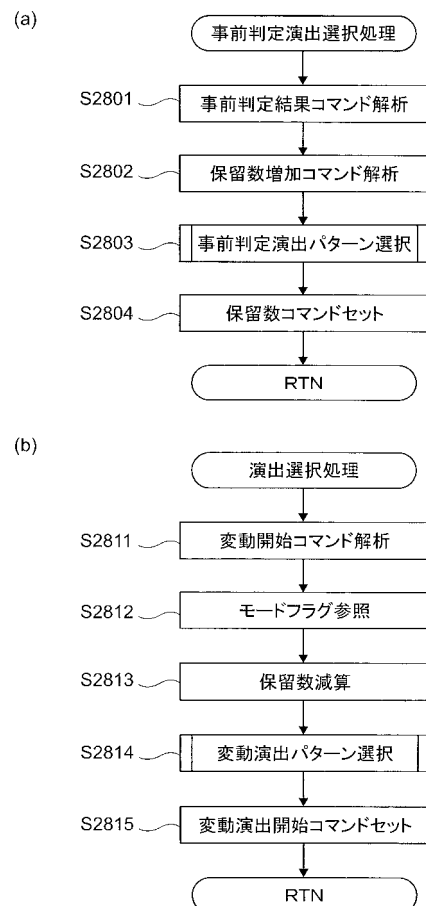 (a)
事前判定演出選択処理
S2801 事前判定結果コマンド解析
S2802 保留数増加コマンド解析
S2803 事前判定演出パターン選択
S2804 保留数コマンドセット
RTN
(b)
演出選択処理
S2811 変動開始コマンド解析
S2812 モードフラグ参照
S2813 保留数減算
S2814 変動演出パターン選択
S2815 変動演出開始コマンドセット
RTN